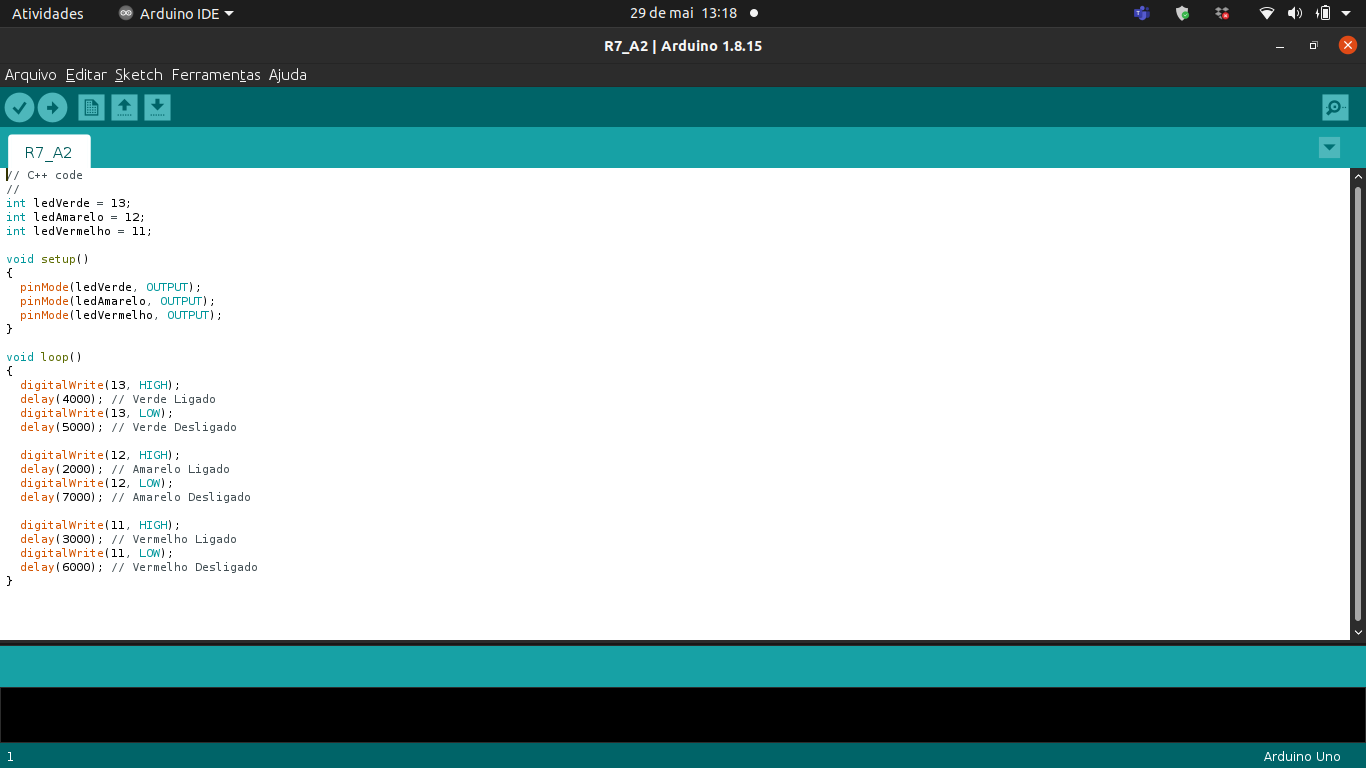 Atividades
Arduino IDE
29 de mai 13:18
R7_A2 | Arduino 1.8.15
Arquivo Editar Sketch Ferramentas Ajuda
R7_A2
// C++ code
//
int ledVerde = 13;
int ledAmarelo = 12;
int ledVermelho = 11;
void setup()
{
  pinMode(ledVerde, OUTPUT);
  pinMode(ledAmarelo, OUTPUT);
  pinMode(ledVermelho, OUTPUT);
}
void loop()
{
  digitalWrite(13, HIGH);
  delay(4000); // Verde Ligado
  digitalWrite(13, LOW);
  delay(5000); // Verde Desligado
  digitalWrite(12, HIGH);
  delay(2000); // Amarelo Ligado
  digitalWrite(12, LOW);
  delay(7000); // Amarelo Desligado
  digitalWrite(11, HIGH);
  delay(3000); // Vermelho Ligado
  digitalWrite(11, LOW);
  delay(6000); // Vermelho Desligado
}
1
Arduino Uno